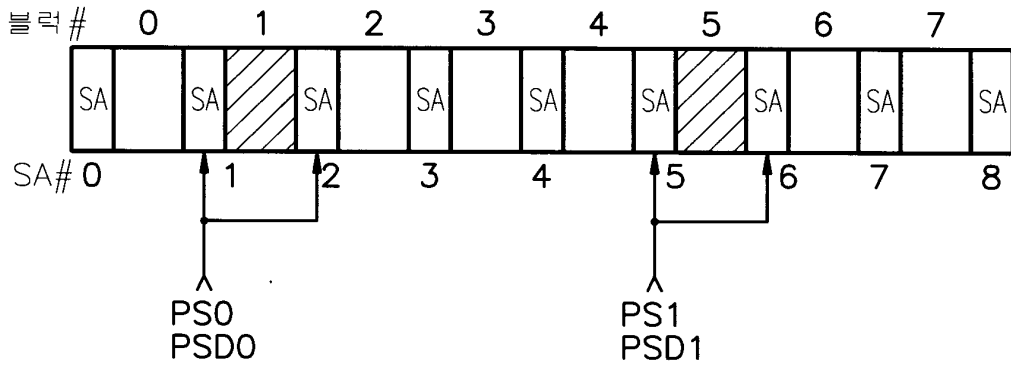 블럭# 0 1 2 3 4 5 6 7
SA SA SA SA SA SA SA SA SA
SA# 0 1 2 3 4 5 6 7 8
PS0 PS1
PSD0 PSD1